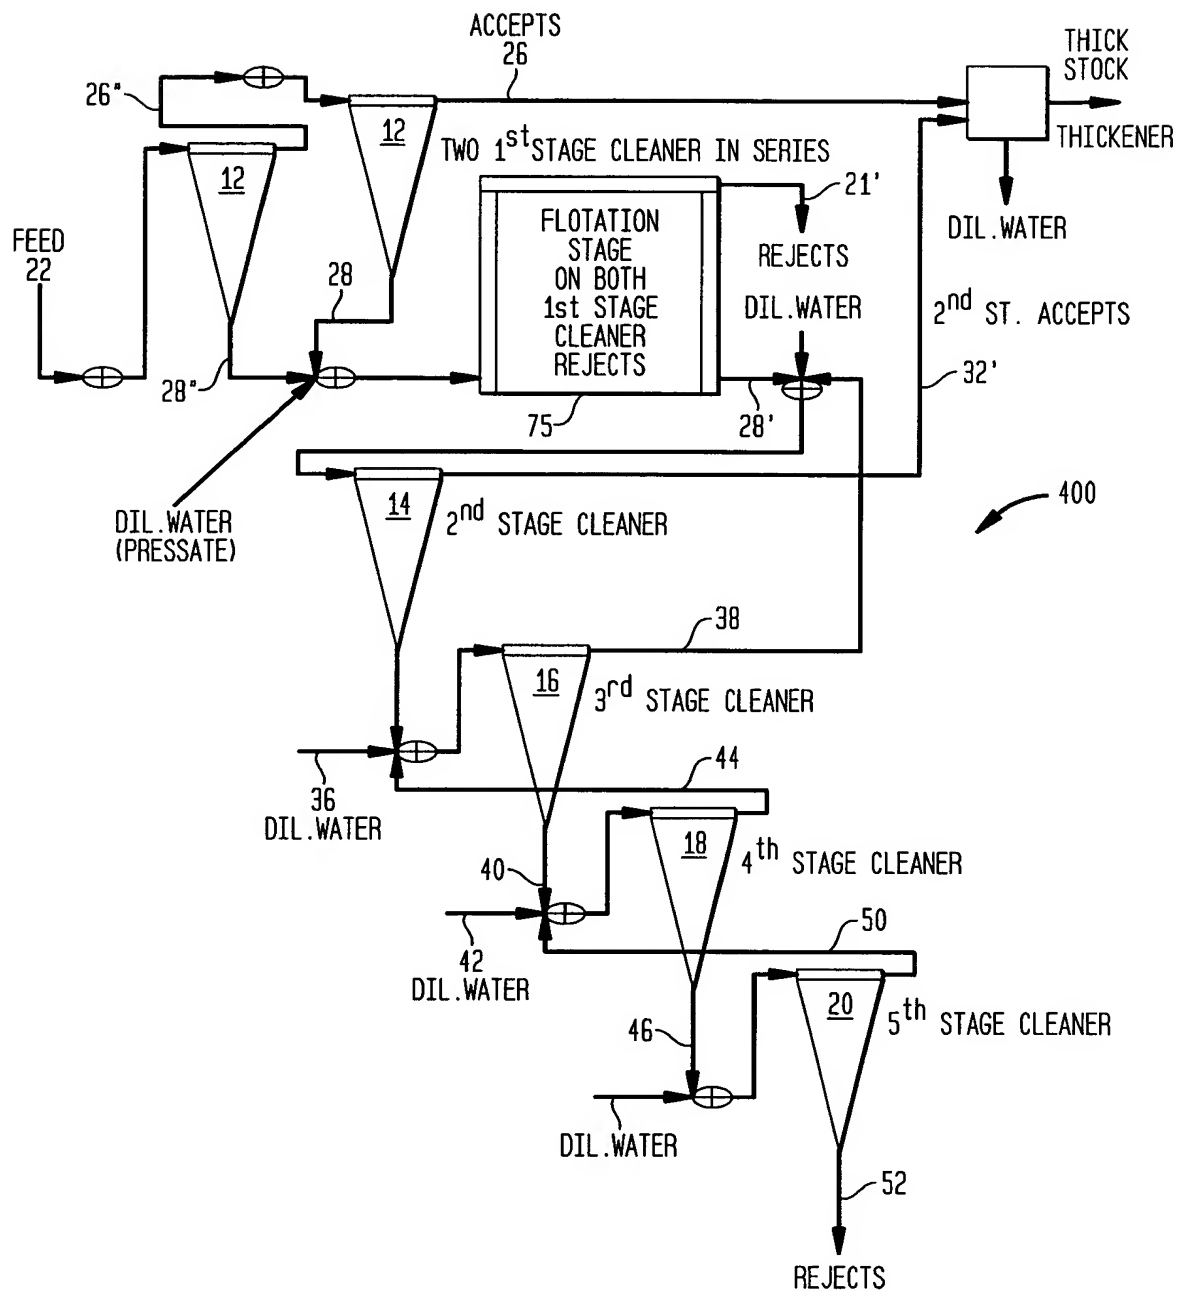 ACCEPTS
26
THICK
STOCK
26"
12
12
THICKENER
TWO 1st STAGE CLEANER IN SERIES
21'
FEED
22
FLOTATION
STAGE
ON BOTH
1st STAGE
CLEANER
REJECTS
REJECTS
DIL.WATER
DIL.WATER
28
2nd ST. ACCEPTS
28"
75
28'
32'
DIL.WATER
(PRESSATE)
14
2nd STAGE CLEANER
400
38
16
3rd STAGE CLEANER
36
DIL.WATER
44
18
4th STAGE CLEANER
40
42
DIL.WATER
50
20
5th STAGE CLEANER
46
DIL.WATER
52
REJECTS